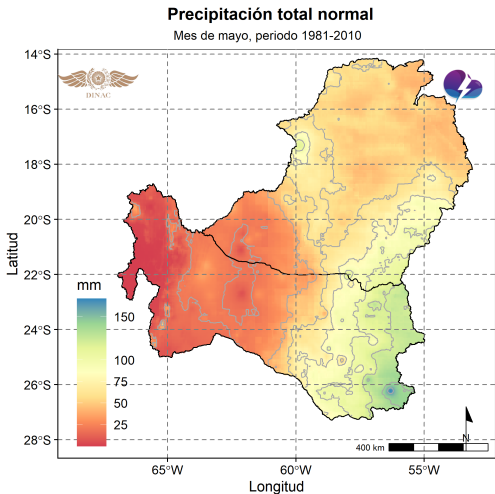 Precipitación total normal
Mes de mayo, periodo 1981-2010
14°S
16°S
18°S
20°S
22°S
24°S
26°S
28°S
Latitud
DINAC
mm
150
100
75
50
25
N
400 km
65°W
60°W
55°W
Longitud